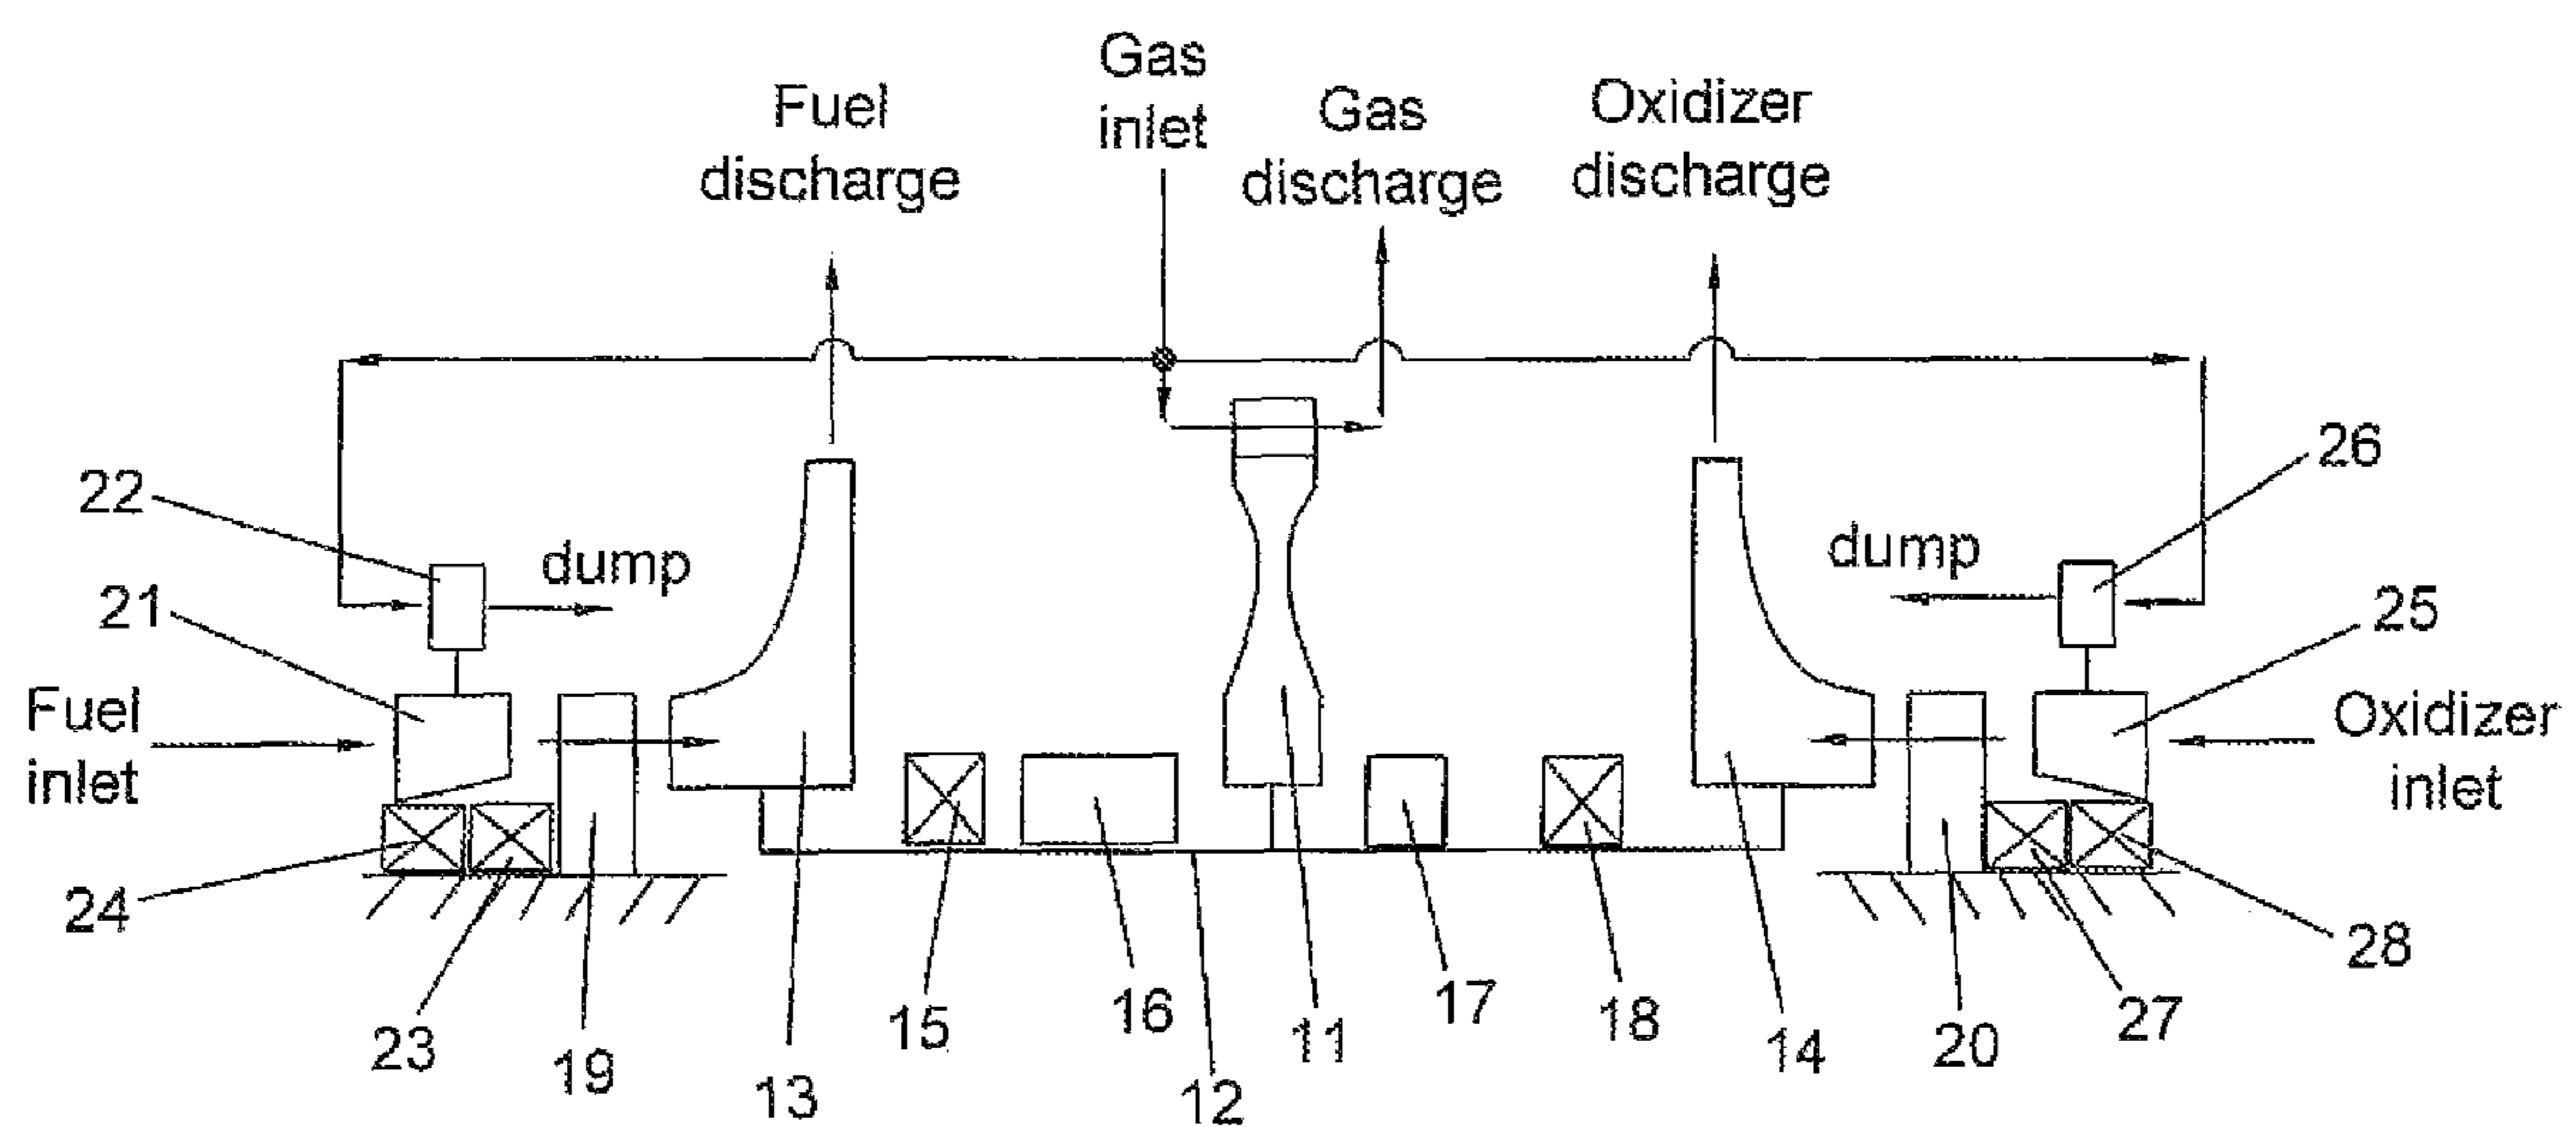 Gas
inlet
Fuel
discharge
Gas
discharge
Oxidizer
discharge
22
dump
dump
26
21
25
Fuel
inlet
Oxidizer
inlet
24
23
19
13
15
16
12
11
17
18
14
20
27
28